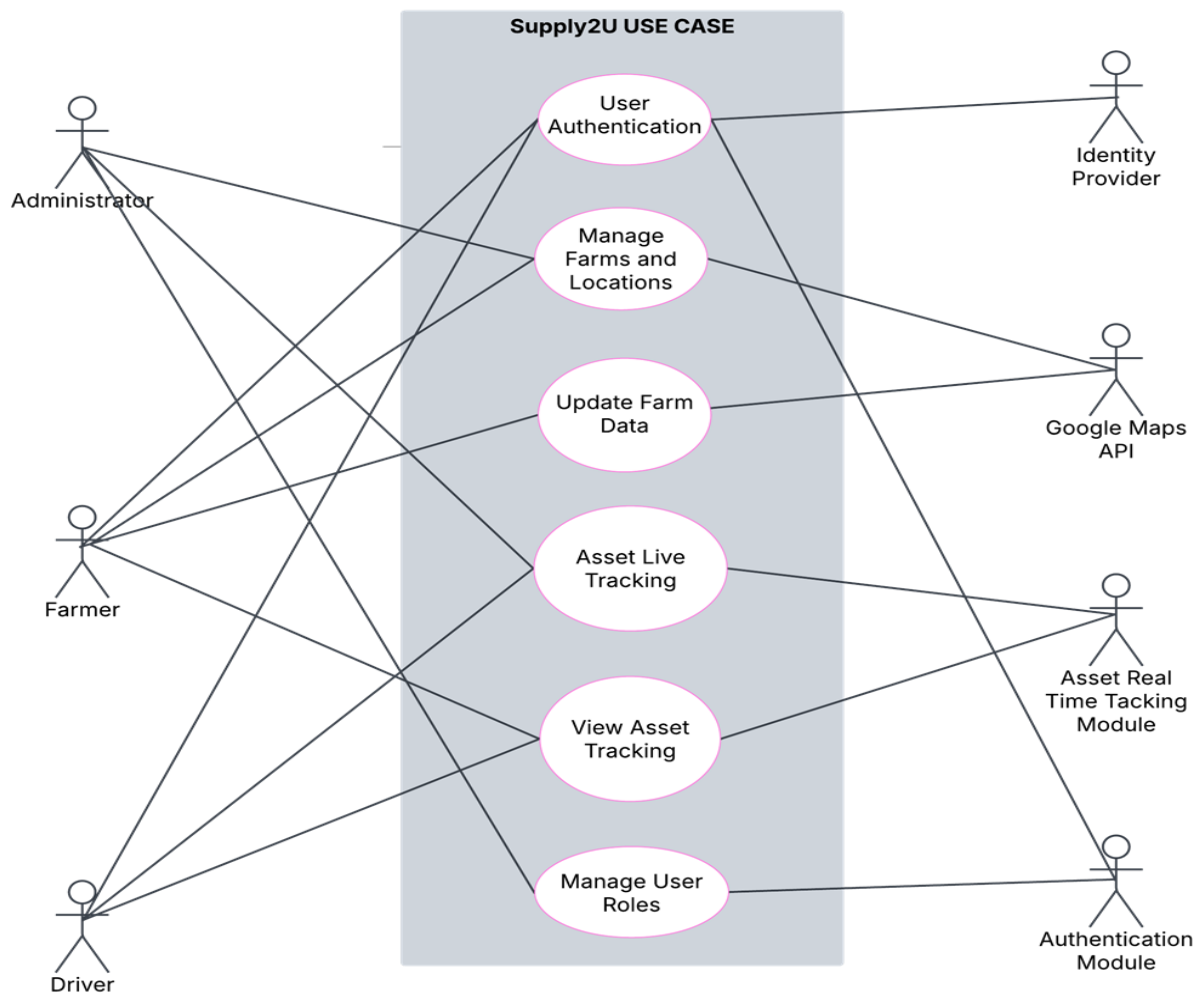 Supply2U USE CASE
User
Authentication
Identity
Provider
Administrator
Manage
Farms and
Locations
Update Farm
Data
Google Maps
API
Asset Live
Tracking
Farmer
Asset Real
Time Tacking
Module
View Asset
Tracking
Manage User
Roles
Authentication
Module
Driver